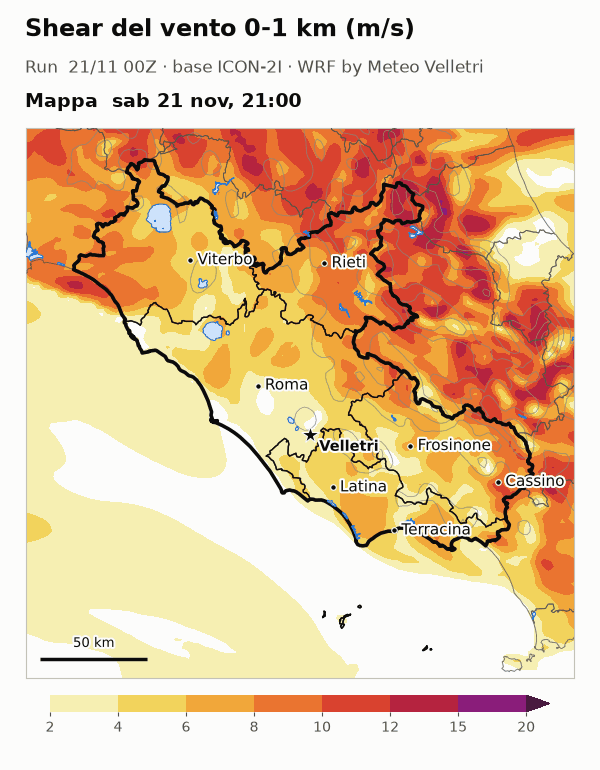 Shear del vento 0-1 km (m/s)
Run  21/11 00Z · base ICON-2I · WRF by Meteo Velletri
Mappa  sab 21 nov, 21:00
Viterbo
Rieti
Roma
Velletri
Frosinone
Latina
Cassino
Terracina
50 km
2 4 6 8 10 12 15 20